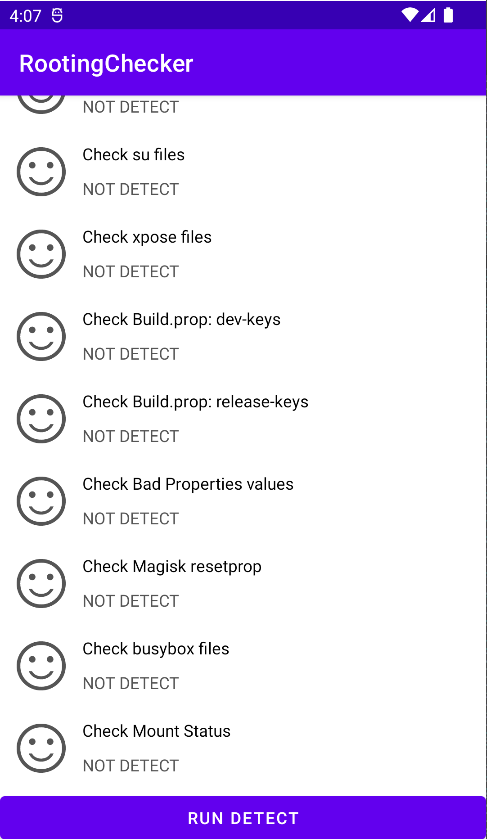 4:07
RootingChecker
NOT DETECT
Check su files
NOT DETECT
Check xpose files
NOT DETECT
Check Build.prop: dev-keys
NOT DETECT
Check Build.prop: release-keys
NOT DETECT
Check Bad Properties values
NOT DETECT
Check Magisk resetprop
NOT DETECT
Check busybox files
NOT DETECT
Check Mount Status
NOT DETECT
RUN DETECT